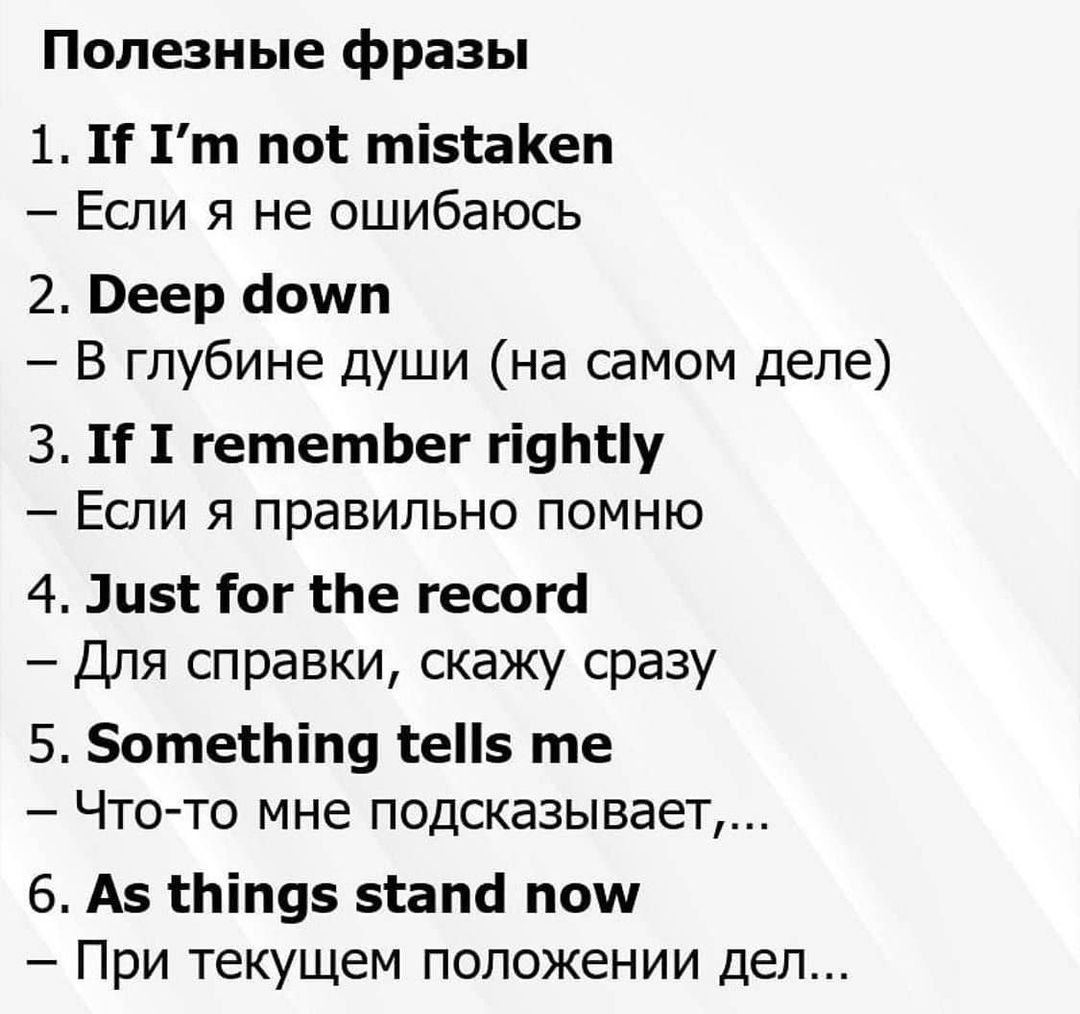 Полезные фразы
1. If I’m not mistaken
– Если я не ошибаюсь
2. Deep down
– В глубине души (на самом деле)
3. If I remember rightly
– Если я правильно помню
4. Just for the record
– Для справки, скажу сразу
5. Something tells me
– Что-то мне подсказывает,...
6. As things stand now
– При текущем положении дел...